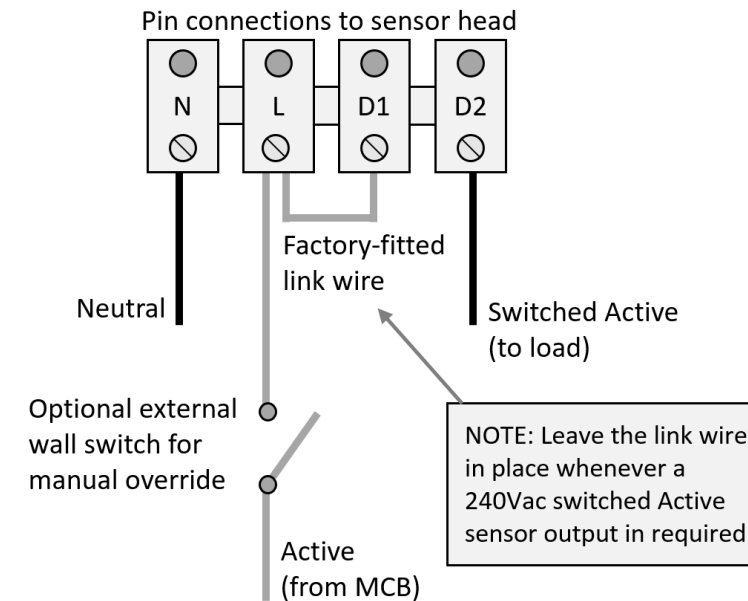 Pin connections to sensor head
N L D1 D2
Factory-fitted
link wire
Neutral
Switched Active
(to load)
Optional external
wall switch for
manual override
NOTE: Leave the link wire
in place whenever a
240Vac switched Active
sensor output in required
Active
(from MCB)